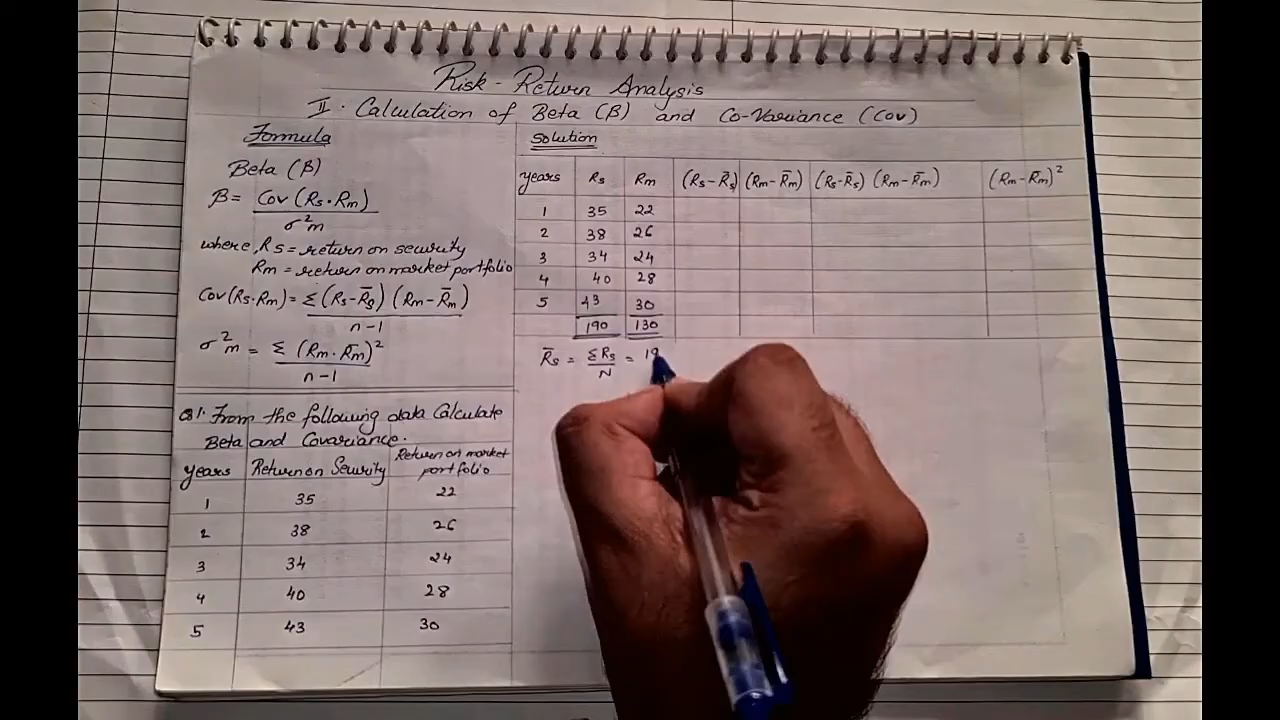 Risk-Return Analysis
II. Calculation of Beta (β) and Co-Variance (Cov)
Formula
Beta (β)
β = Cov (Rs·Rm)
σ²m
where, Rs = return on security
Rm = return on market portfolio
Cov (Rs·Rm) = Σ (Rs-R̄s) (Rm-R̄m)
n-1
σ²m = Σ (Rm·R̄m)²
n-1
Q1. From the following data Calculate
Beta and Covariance.
years Return on Security Return on market portfolio
1 35 22
2 38 26
3 34 24
4 40 28
5 43 30
Solution
years Rs Rm (Rs-R̄s) (Rm-R̄m) (Rs-R̄s) (Rm-R̄m) (Rm-R̄m)²
1 35 22
2 38 26
3 34 24
4 40 28
5 43 30
190 130
R̄s = ΣRs = 19
N